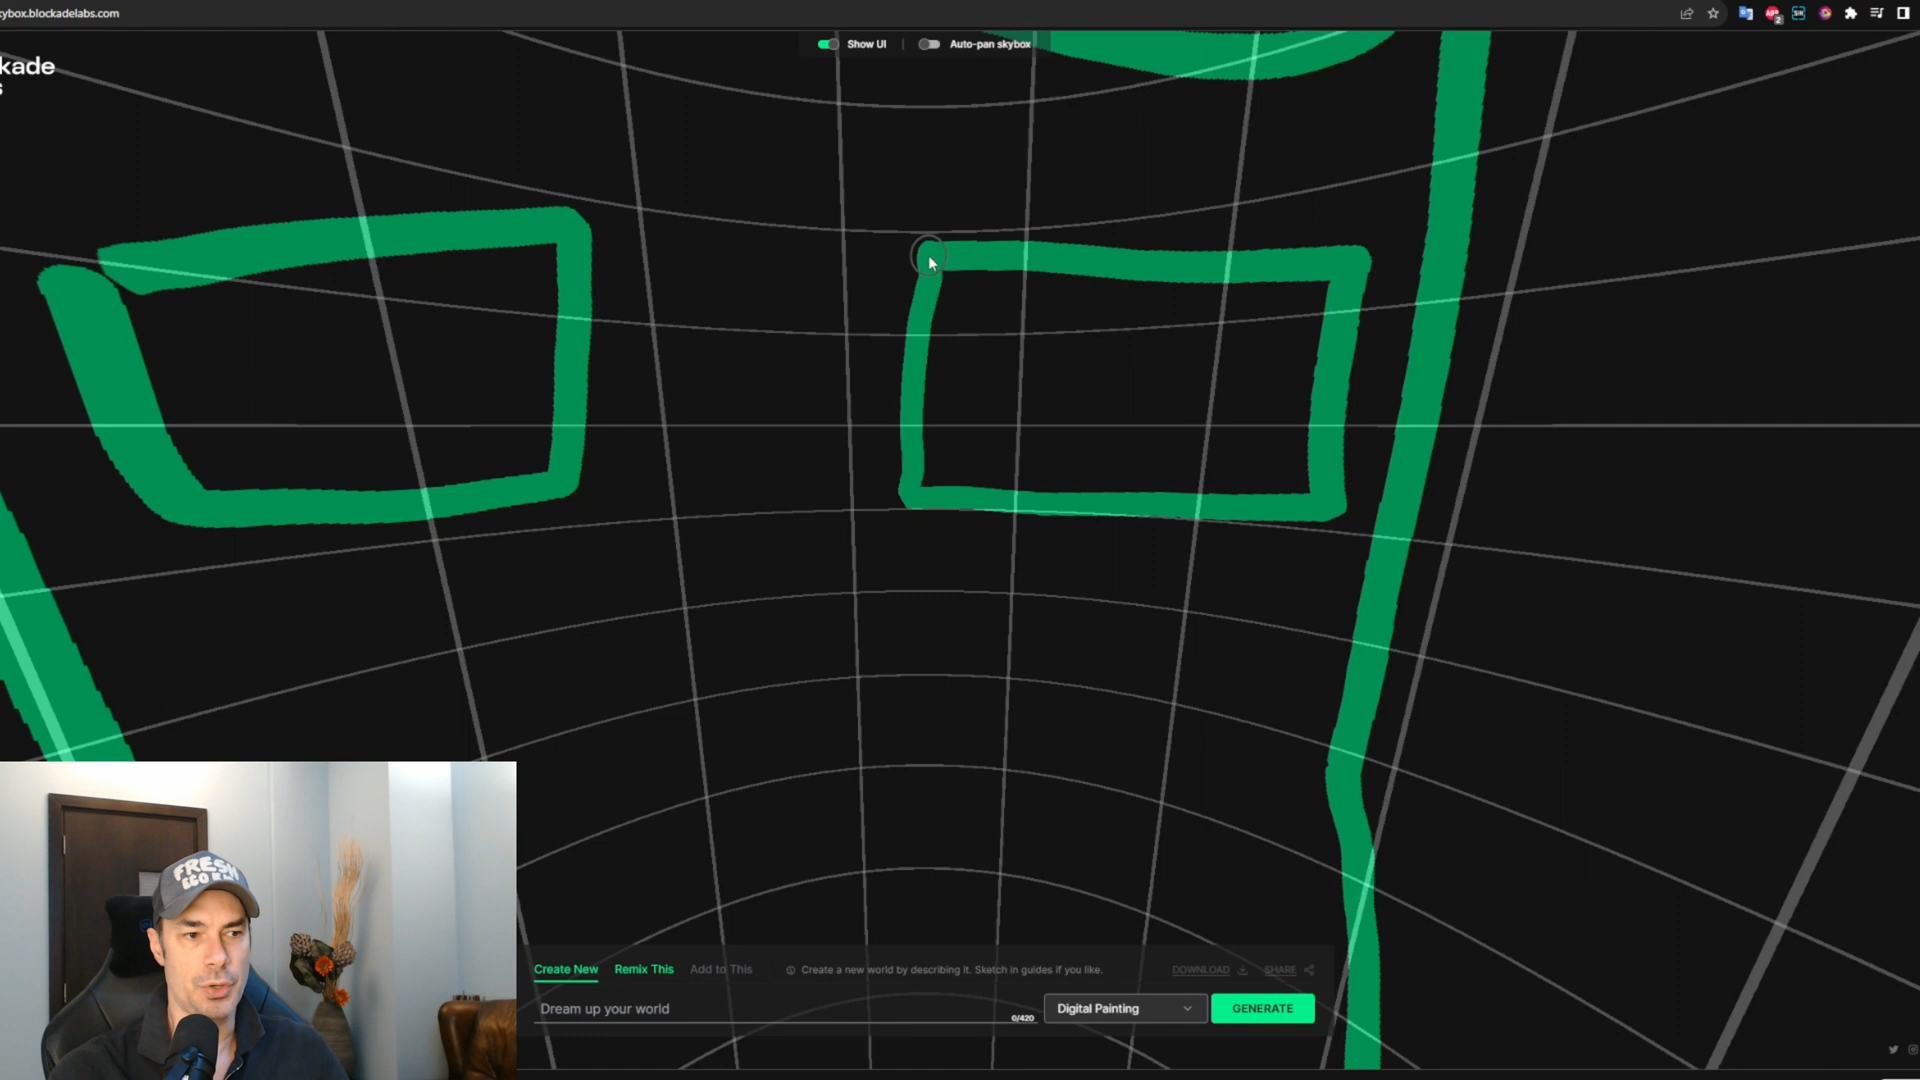 kybox.blockadelabs.com
Show UI
Auto-pan skybox
kade
s
Create New
Remix This
Add to This
Create a new world by describing it. Sketch in guides if you like.
DOWNLOAD
SHARE
Dream up your world
0/420
Digital Painting
GENERATE
FRESH